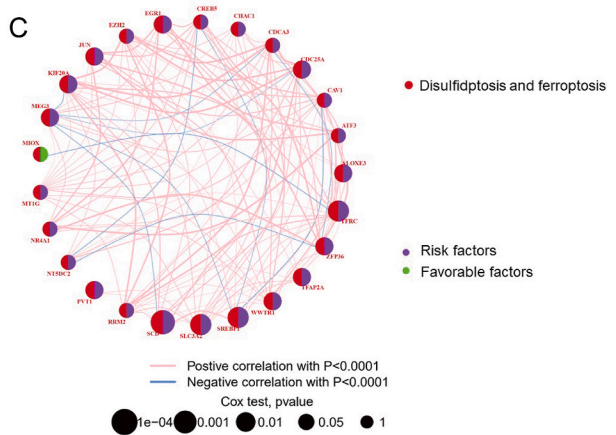 C
CREB5
EGR1
CHAC1
EZH2
CDCA3
JUN
CDC25A
KIF20A
CAV1
MEG3
ATF3
MIOX
ALOXE3
MT1G
TFRC
NR4A1
ZFP36
NT5DC2
TFAP2A
PVT1
WWTR1
RRM2
SREBF1
SCD
SLC3A2
Disulfidptosis and ferroptosis
Risk factors
Favorable factors
Postive correlation with P<0.0001
Negative correlation with P<0.0001
Cox test, pvalue
1e−04 0.001 0.01 0.05 1